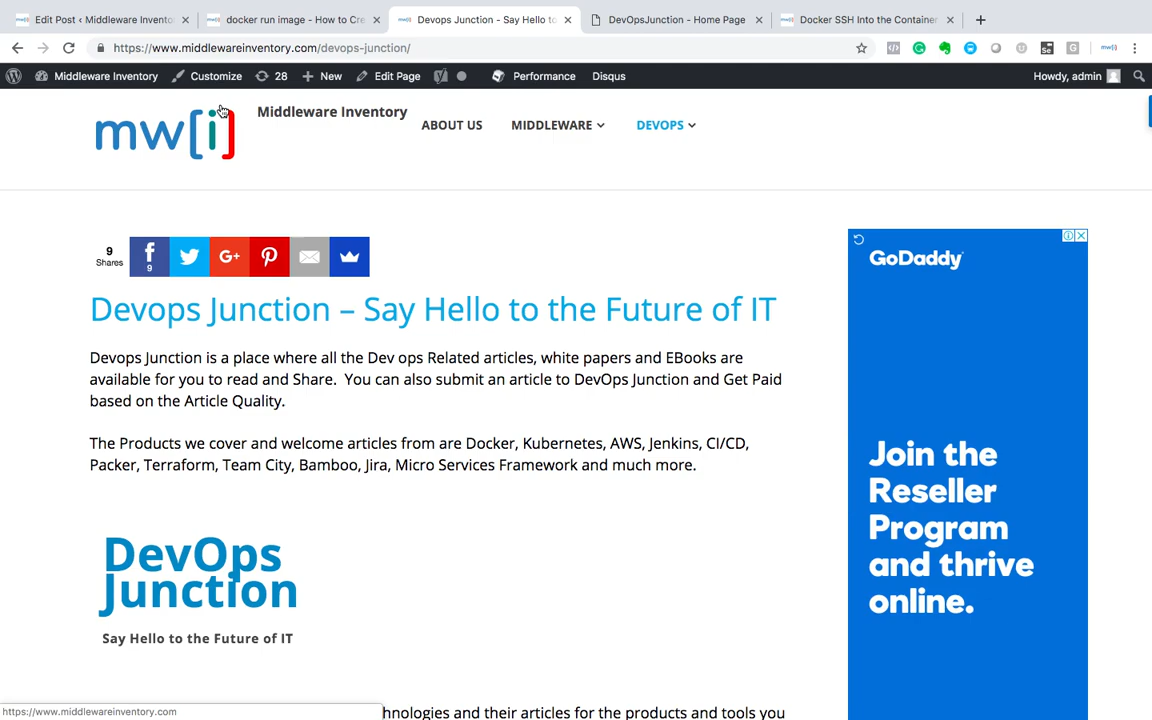 Edit Post ‹ Middleware Invento
docker run image - How to Cre
Devops Junction – Say Hello to
DevOpsJunction – Home Page
Docker SSH Into the Container
https://www.middlewareinventory.com/devops-junction/
Middleware Inventory
Customize
28
New
Edit Page
Performance
Disqus
Howdy, admin
mw[i]
Middleware Inventory
ABOUT US
MIDDLEWARE
DEVOPS
9
Shares
9
G+
Devops Junction – Say Hello to the Future of IT
Devops Junction is a place where all the Dev ops Related articles, white papers and EBooks are
available for you to read and Share. You can also submit an article to DevOps Junction and Get Paid
based on the Article Quality.
The Products we cover and welcome articles from are Docker, Kubernetes, AWS, Jenkins, CI/CD,
Packer, Terraform, Team City, Bamboo, Jira, Micro Services Framework and much more.
DevOps
Junction
Say Hello to the Future of IT
hnologies and their articles for the products and tools you
GoDaddy
Join the
Reseller
Program
and thrive
online.
https://www.middlewareinventory.com